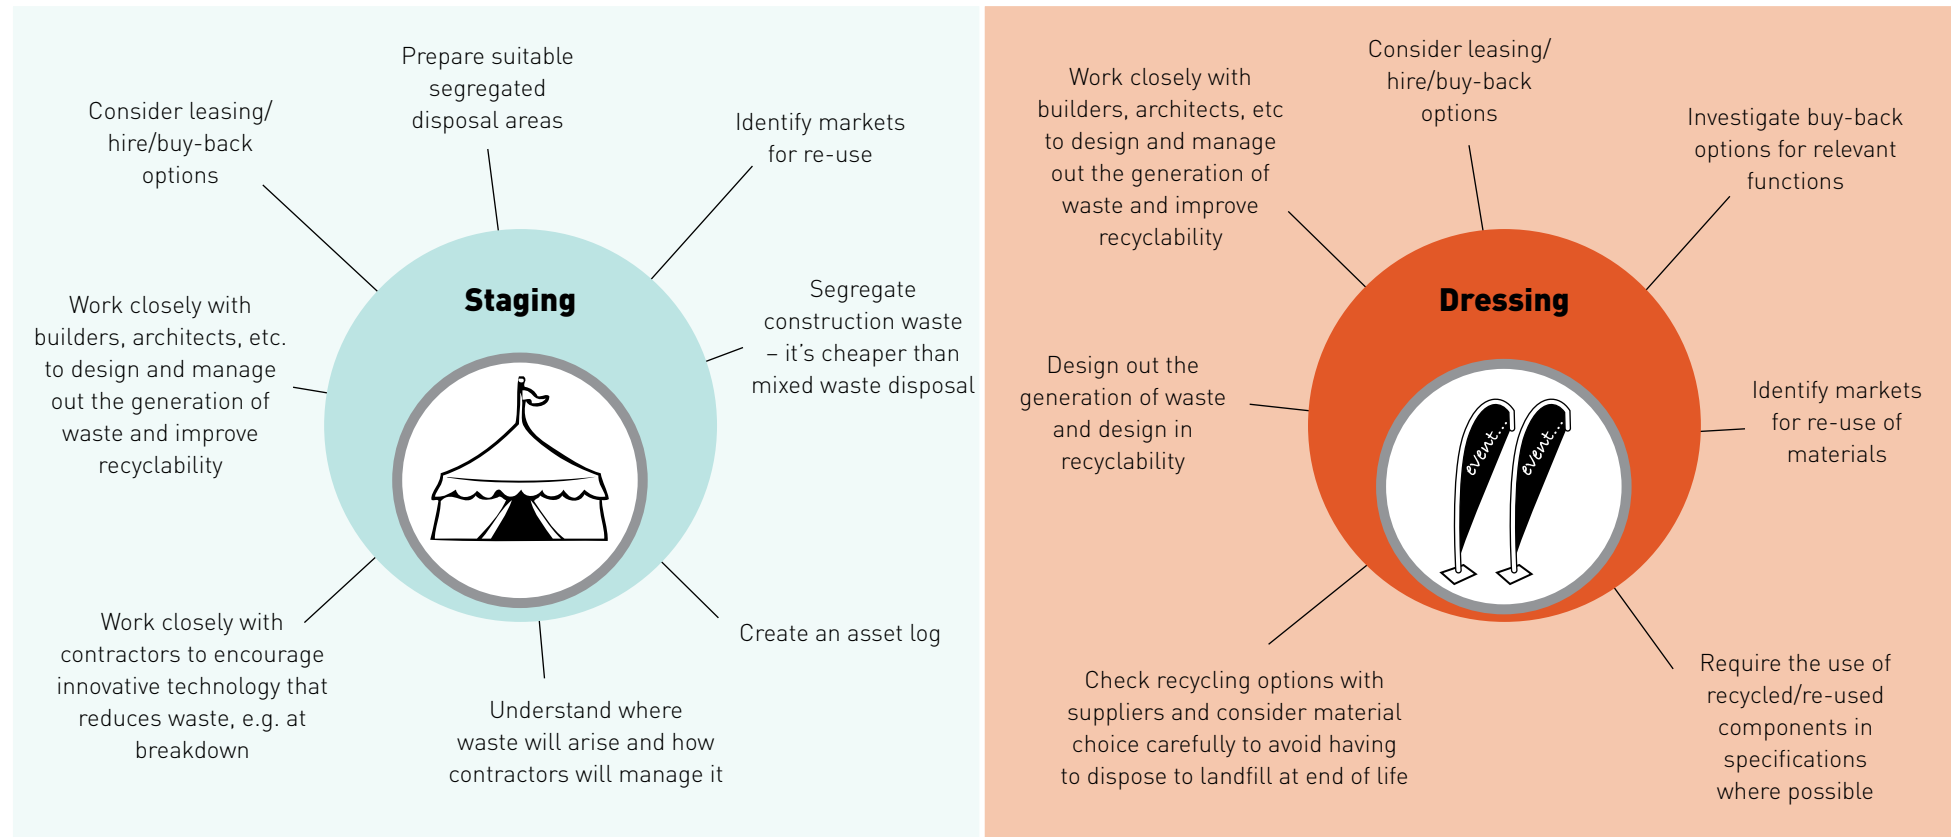 Prepare suitable
segregated
disposal areas
Consider leasing/
hire/buy-back
options
Identify markets
for re-use
Staging
Segregate
construction waste
– it's cheaper than
mixed waste disposal
Work closely with
builders, architects, etc.
to design and manage
out the generation of
waste and improve
recyclability
Work closely with
contractors to encourage
innovative technology that
reduces waste, e.g. at
breakdown
Create an asset log
Understand where
waste will arise and how
contractors will manage it
Consider leasing/
hire/buy-back
options
Work closely with
builders, architects, etc
to design and manage
out the generation of
waste and improve
recyclability
Investigate buy-back
options for relevant
functions
Dressing
Design out the
generation of waste
and design in
recyclability
Identify markets
for re-use of
materials
event...
event...
Check recycling options with
suppliers and consider material
choice carefully to avoid having
to dispose to landfill at end of life
Require the use of
recycled/re-used
components in
specifications
where possible